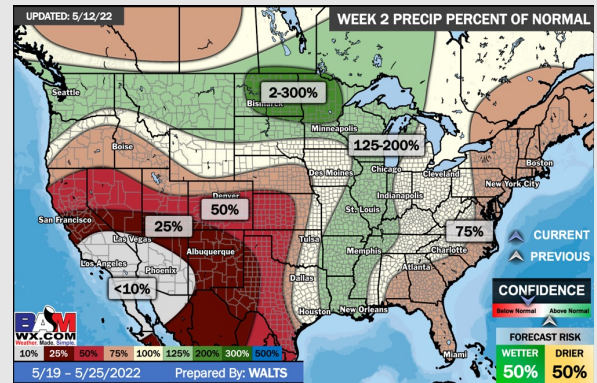 UPDATED: 5/12/22
WEEK 2 PRECIP PERCENT OF NORMAL
Seattle
2-300%
Bismarck
Minneapolis
125-200%
Boise
Des Moines
Chicago
Cleveland
Boston
New York City
Denver
50%
Indianapolis
San Francisco
25%
St. Louis
75%
CURRENT
Las Vegas
Albuquerque
Tulsa
Memphis
Charlotte
PREVIOUS
Los Angeles
Phoenix
Atlanta
<10%
Dallas
CONFIDENCE
Below Normal Above Normal
Houston
New Orleans
BAM
WX.COM
Weather. Made. Simple.
FORECAST RISK
10% 25% 50% 75% 100% 125% 200% 300% 500%
Miami
WETTER DRIER
50% 50%
5/19 – 5/25/2022 Prepared By: WALTS